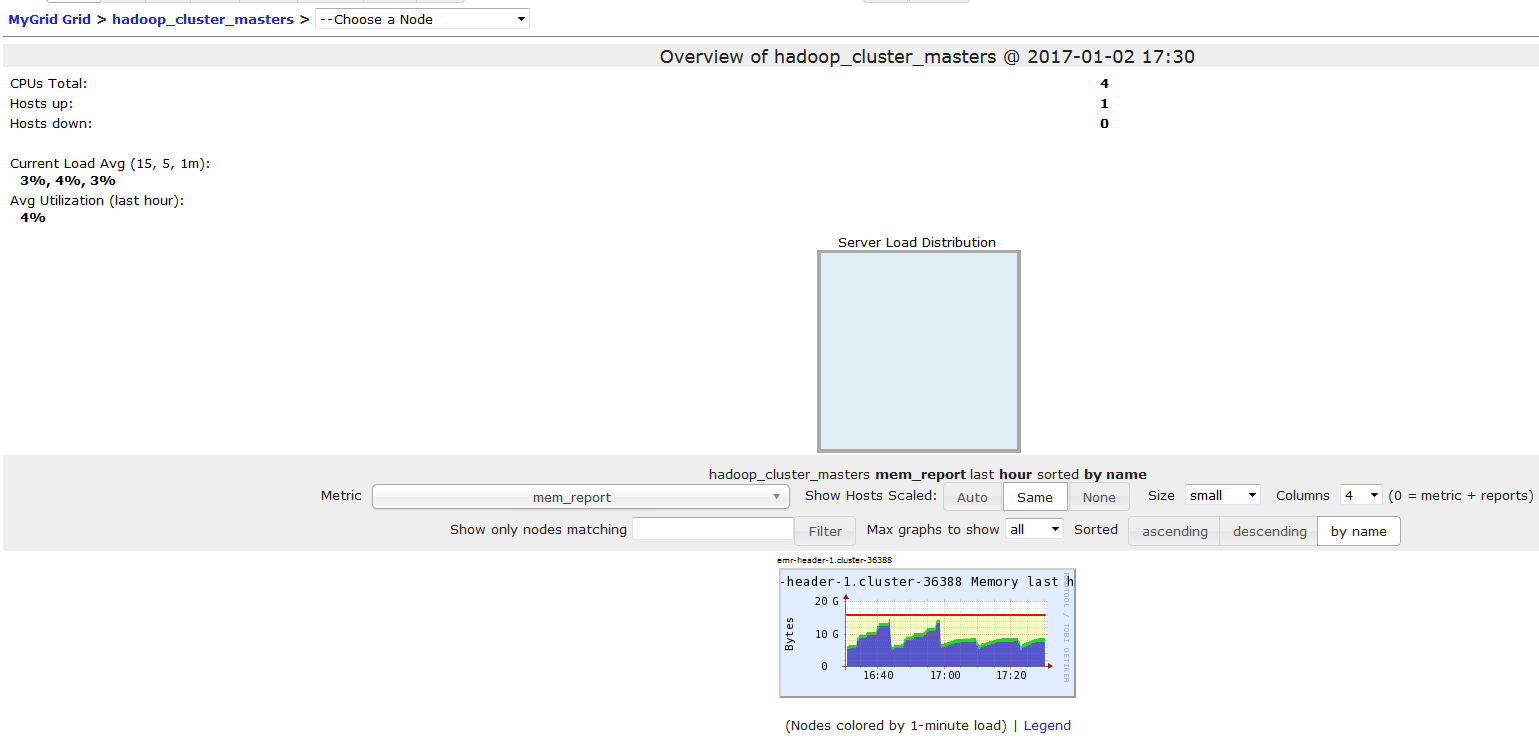 MyGrid Grid > hadoop_cluster_masters > --Choose a Node
Overview of hadoop_cluster_masters @ 2017-01-02 17:30
CPUs Total: 4
Hosts up: 1
Hosts down: 0
Current Load Avg (15, 5, 1m):
3%, 4%, 3%
Avg Utilization (last hour):
4%
Server Load Distribution
hadoop_cluster_masters mem_report last hour sorted by name
Metric mem_report Show Hosts Scaled: Auto Same None Size small Columns 4 (0 = metric + reports)
Show only nodes matching Filter Max graphs to show all Sorted ascending descending by name
emr-header-1.cluster-36388
-header-1.cluster-36388 Memory last h
20 G
10 G
0
Bytes
16:40 17:00 17:20
RRDTOOL / TOBI OETIKER
(Nodes colored by 1-minute load) | Legend